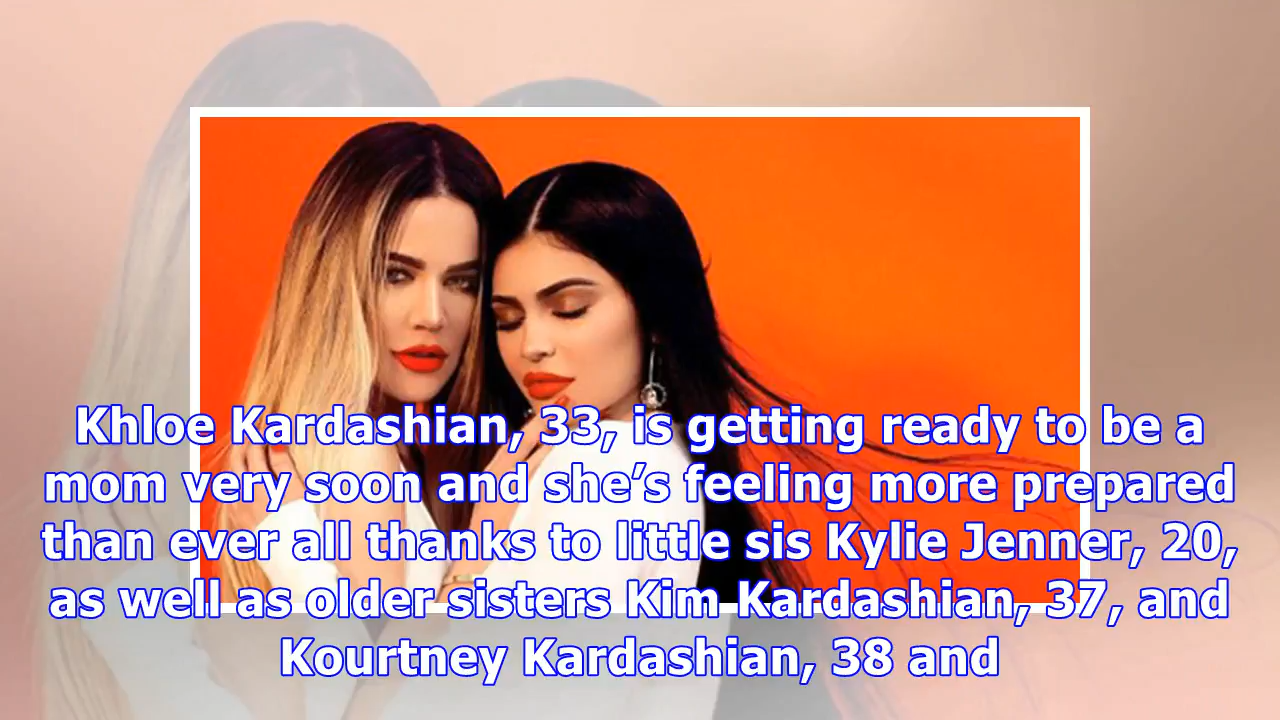 Khloe Kardashian, 33, is getting ready to be a
mom very soon and she’s feeling more prepared
than ever all thanks to little sis Kylie Jenner, 20,
as well as older sisters Kim Kardashian, 37, and
Kourtney Kardashian, 38 and